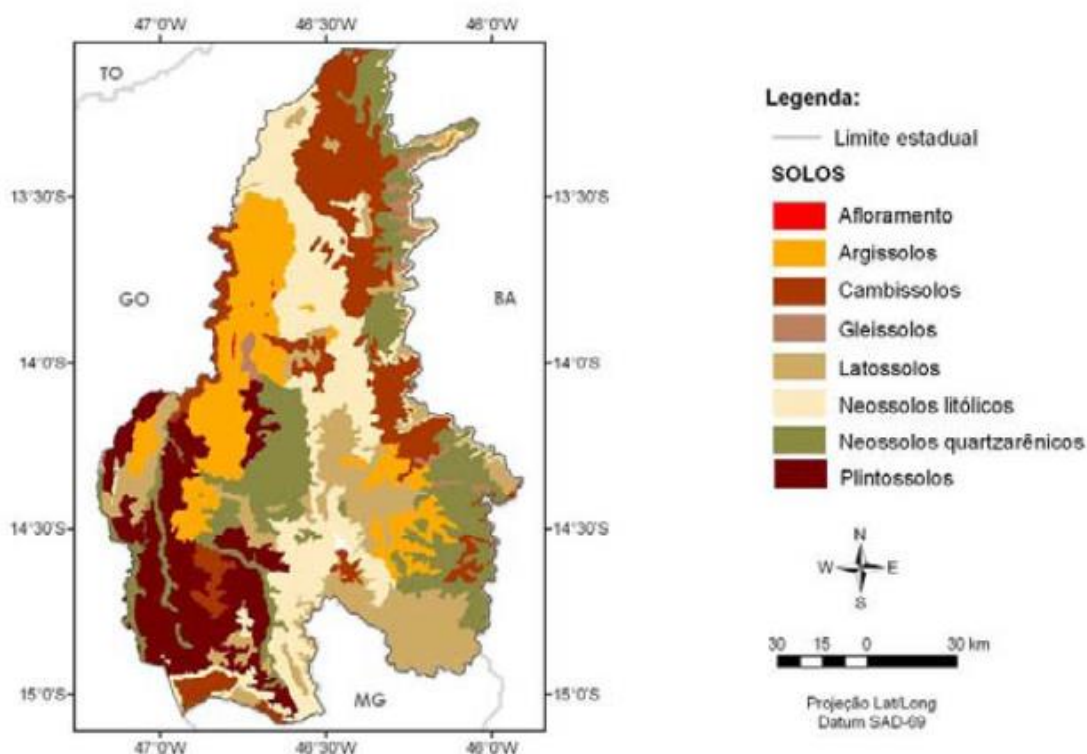 47°0'W 46°30'W 46°0'W
TO
GO
BA
MG
13°30'S 13°30'S
14°0'S 14°0'S
14°30'S 14°30'S
15°0'S 15°0'S
47°0'W 46°30'W 46°0'W
Legenda:
Limite estadual
SOLOS
Afloramento
Argissolos
Cambissolos
Gleissolos
Latossolos
Neossolos litólicos
Neossolos quartzarênicos
Plintossolos
N
W E
S
30 15 0 30 km
Projeção Lat/Long
Datum SAD-69